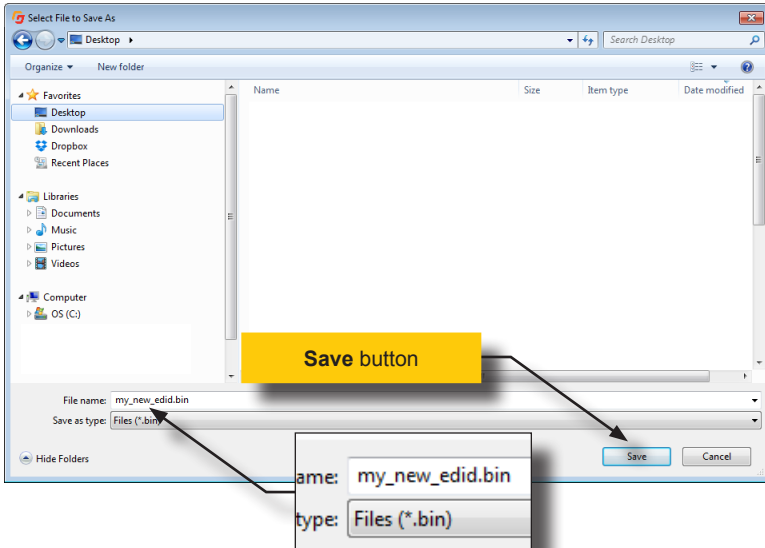 Select File to Save As
Desktop
Search Desktop
Organize
New folder
Name Size Item type Date modified
Favorites
Desktop
Downloads
Dropbox
Recent Places
Libraries
Documents
Music
Pictures
Videos
Computer
OS (C:)
Save button
File name: my_new_edid.bin
Save as type: Files (*.bin)
Hide Folders
Save
Cancel
ame: my_new_edid.bin
type: Files (*.bin)